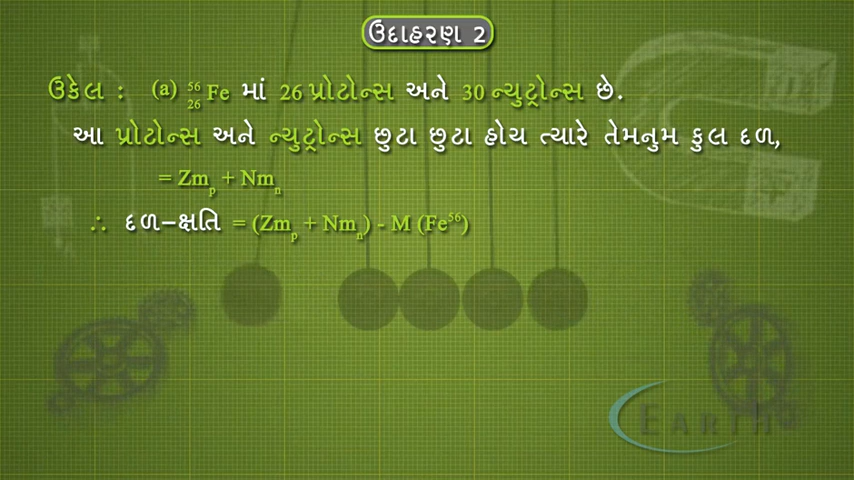 ઉદાહરણ 2
ઉકેલ : (a) ⁵⁶₂₆Fe માં 26 પ્રોટોન્સ અને 30 ન્યુટ્રોન્સ છે.
આ પ્રોટોન્સ અને ન્યુટ્રોન્સ છુટા છુટા હોય ત્યારે તેમનુમ કુલ દળ,
= Zmₚ + Nmₙ
∴ દળ–ક્ષતિ = (Zmₚ + Nmₙ) - M (Fe⁵⁶)
EARTH